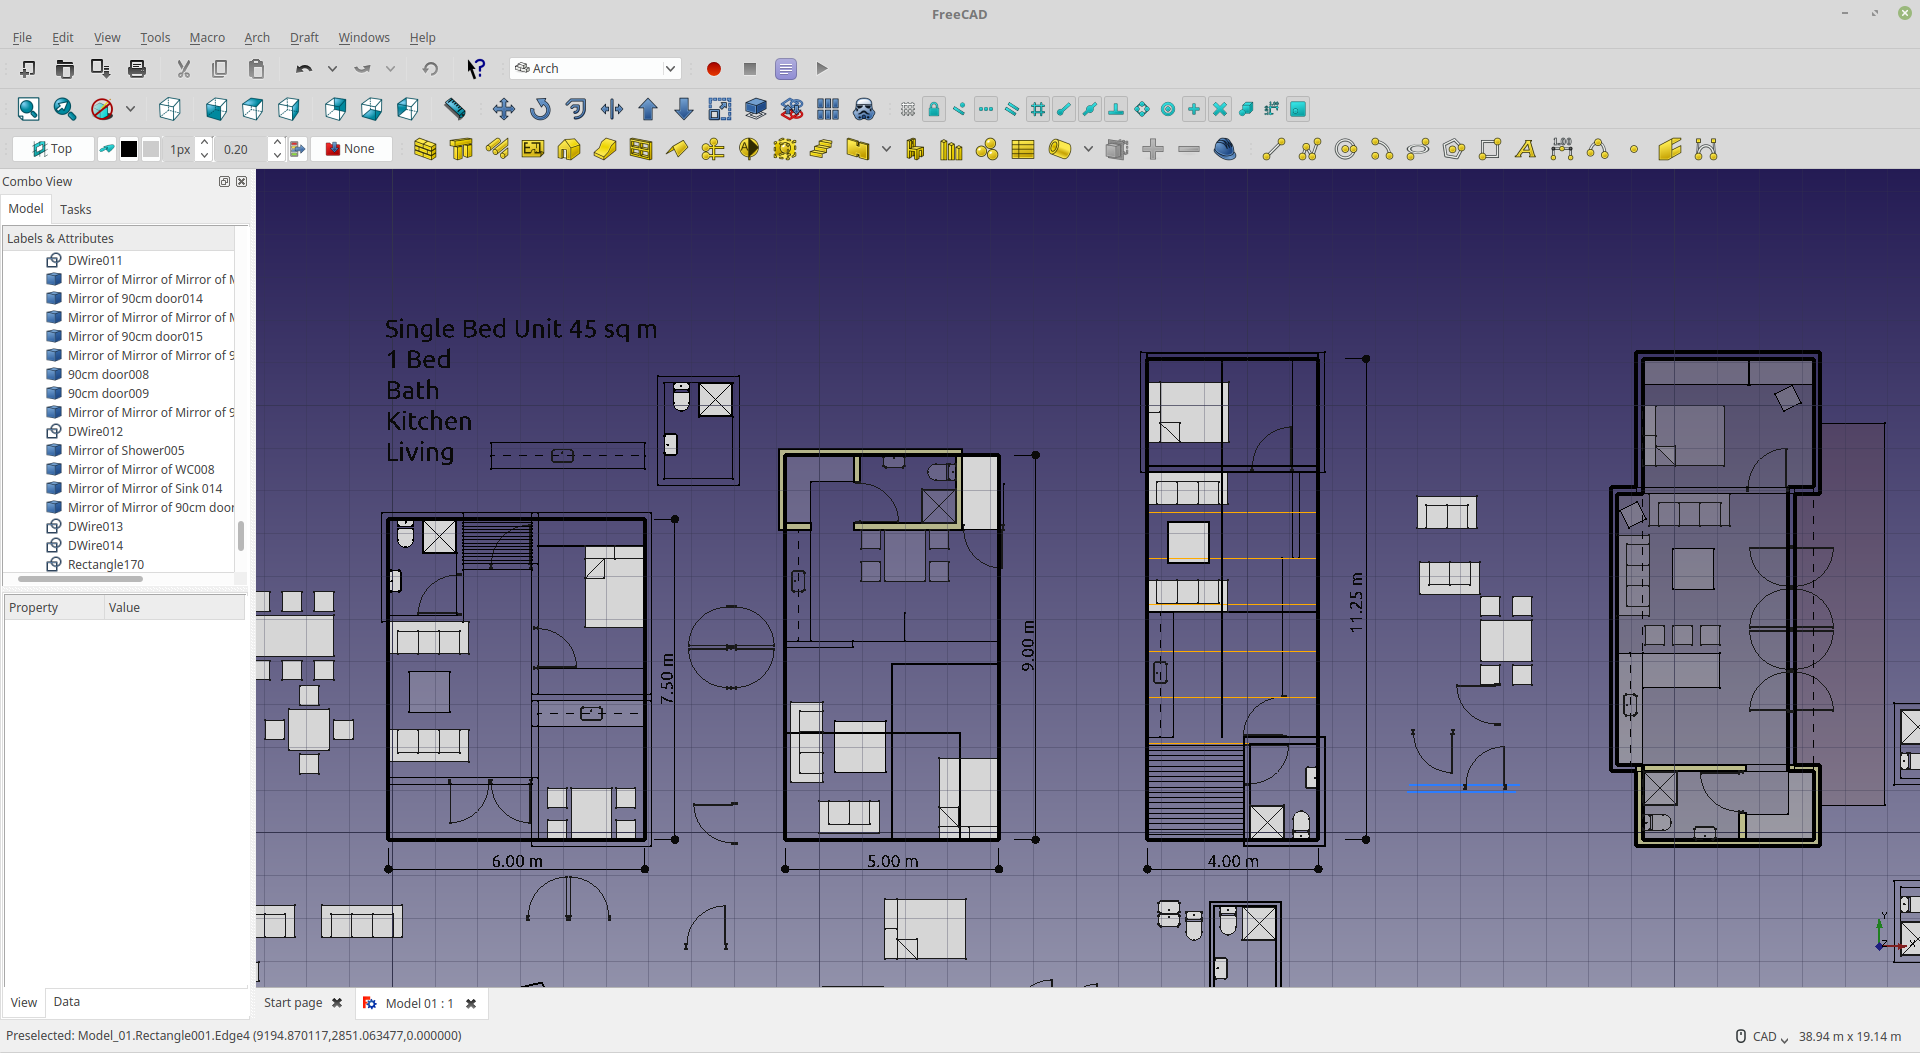 FreeCAD
File Edit View Tools Macro Arch Draft Windows Help
Arch
Top 1px 0.20 None
Combo View
Model Tasks
Labels & Attributes
DWire011
Mirror of Mirror of Mirror of M
Mirror of 90cm door014
Mirror of Mirror of Mirror of M
Mirror of 90cm door015
Mirror of Mirror of Mirror of 9
90cm door008
90cm door009
Mirror of Mirror of Mirror of 9
DWire012
Mirror of Shower005
Mirror of Mirror of WC008
Mirror of Mirror of Sink 014
Mirror of Mirror of 90cm door
DWire013
DWire014
Rectangle170
Property Value
View Data
Single Bed Unit 45 sq m
1 Bed
Bath
Kitchen
Living
7.50 m
6.00 m
9.00 m
5.00 m
11.25 m
4.00 m
Y
X
Z
Start page Model 01 : 1
Preselected: Model_01.Rectangle001.Edge4 (9194.870117,2851.063477,0.000000)
CAD 38.94 m x 19.14 m